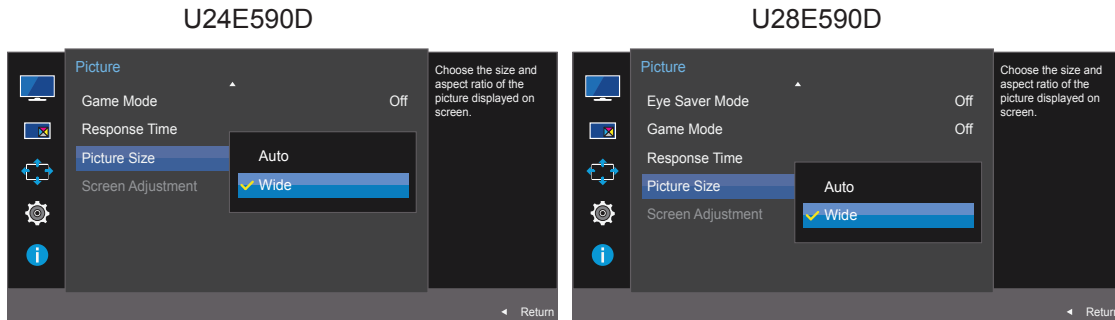 U24E590D
Picture
Game Mode Off
Response Time
Picture Size
Screen Adjustment
Auto
Wide
Choose the size and
aspect ratio of the
picture displayed on
screen.
Return
U28E590D
Picture
Eye Saver Mode Off
Game Mode Off
Response Time
Picture Size
Screen Adjustment
Auto
Wide
Choose the size and
aspect ratio of the
picture displayed on
screen.
Return